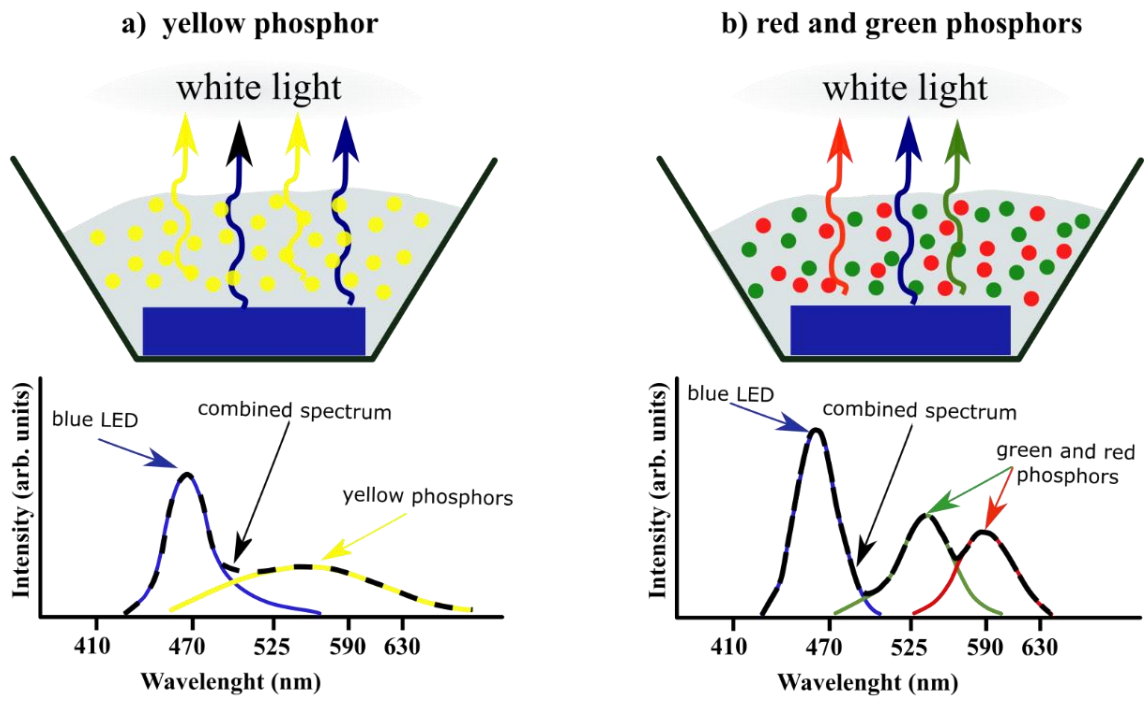 a) yellow phosphor
white light
blue LED
combined spectrum
yellow phosphors
Intensity (arb. units)
410 470 525 590 630
Wavelenght (nm)
b) red and green phosphors
white light
blue LED
combined spectrum
green and red
phosphors
Intensity (arb. units)
410 470 525 590 630
Wavelenght (nm)